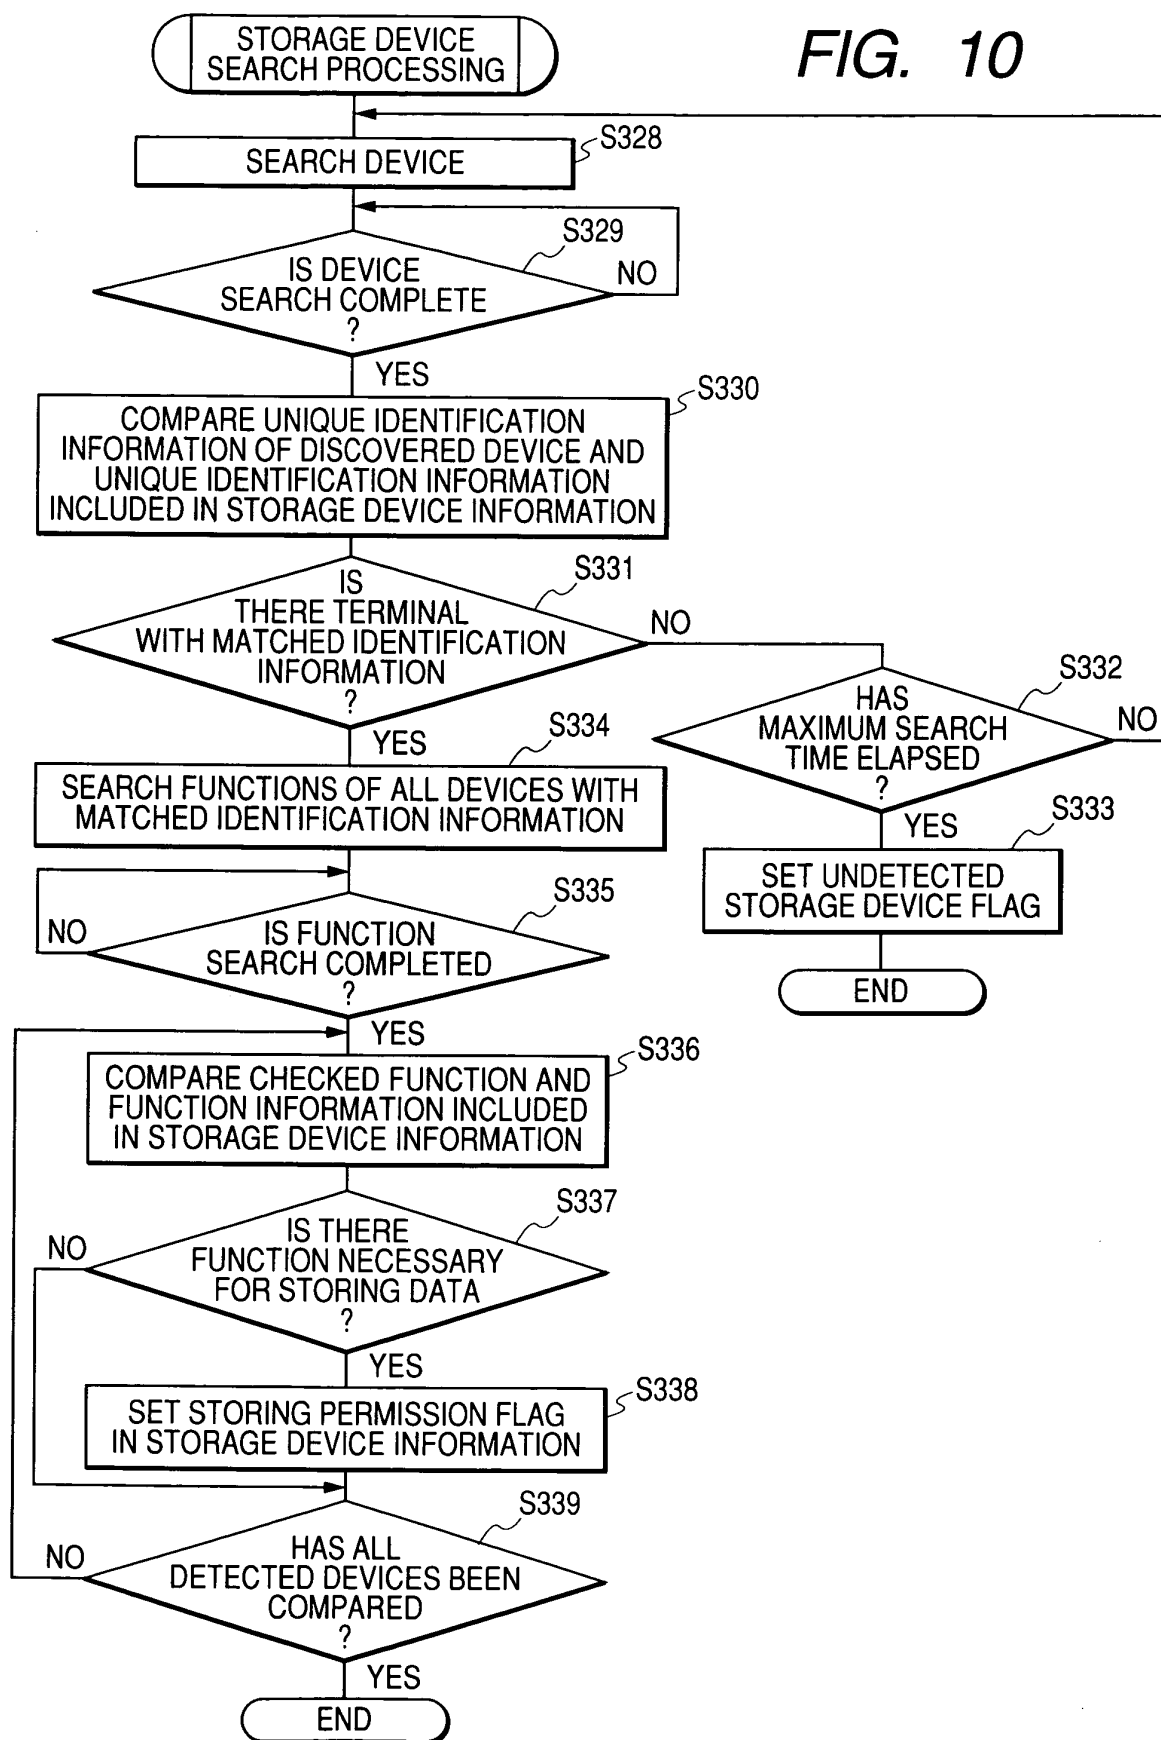 STORAGE DEVICE
SEARCH PROCESSING
FIG. 10
SEARCH DEVICE
S328
IS DEVICE
SEARCH COMPLETE
?
S329
NO
YES
COMPARE UNIQUE IDENTIFICATION
INFORMATION OF DISCOVERED DEVICE AND
UNIQUE IDENTIFICATION INFORMATION
INCLUDED IN STORAGE DEVICE INFORMATION
S330
IS
THERE TERMINAL
WITH MATCHED IDENTIFICATION
INFORMATION
?
S331
NO
YES
HAS
MAXIMUM SEARCH
TIME ELAPSED
?
S332
NO
YES
SET UNDETECTED
STORAGE DEVICE FLAG
S333
END
SEARCH FUNCTIONS OF ALL DEVICES WITH
MATCHED IDENTIFICATION INFORMATION
S334
IS FUNCTION
SEARCH COMPLETED
?
S335
NO
YES
COMPARE CHECKED FUNCTION AND
FUNCTION INFORMATION INCLUDED
IN STORAGE DEVICE INFORMATION
S336
IS THERE
FUNCTION NECESSARY
FOR STORING DATA
?
S337
NO
YES
SET STORING PERMISSION FLAG
IN STORAGE DEVICE INFORMATION
S338
HAS ALL
DETECTED DEVICES BEEN
COMPARED
?
S339
NO
YES
END